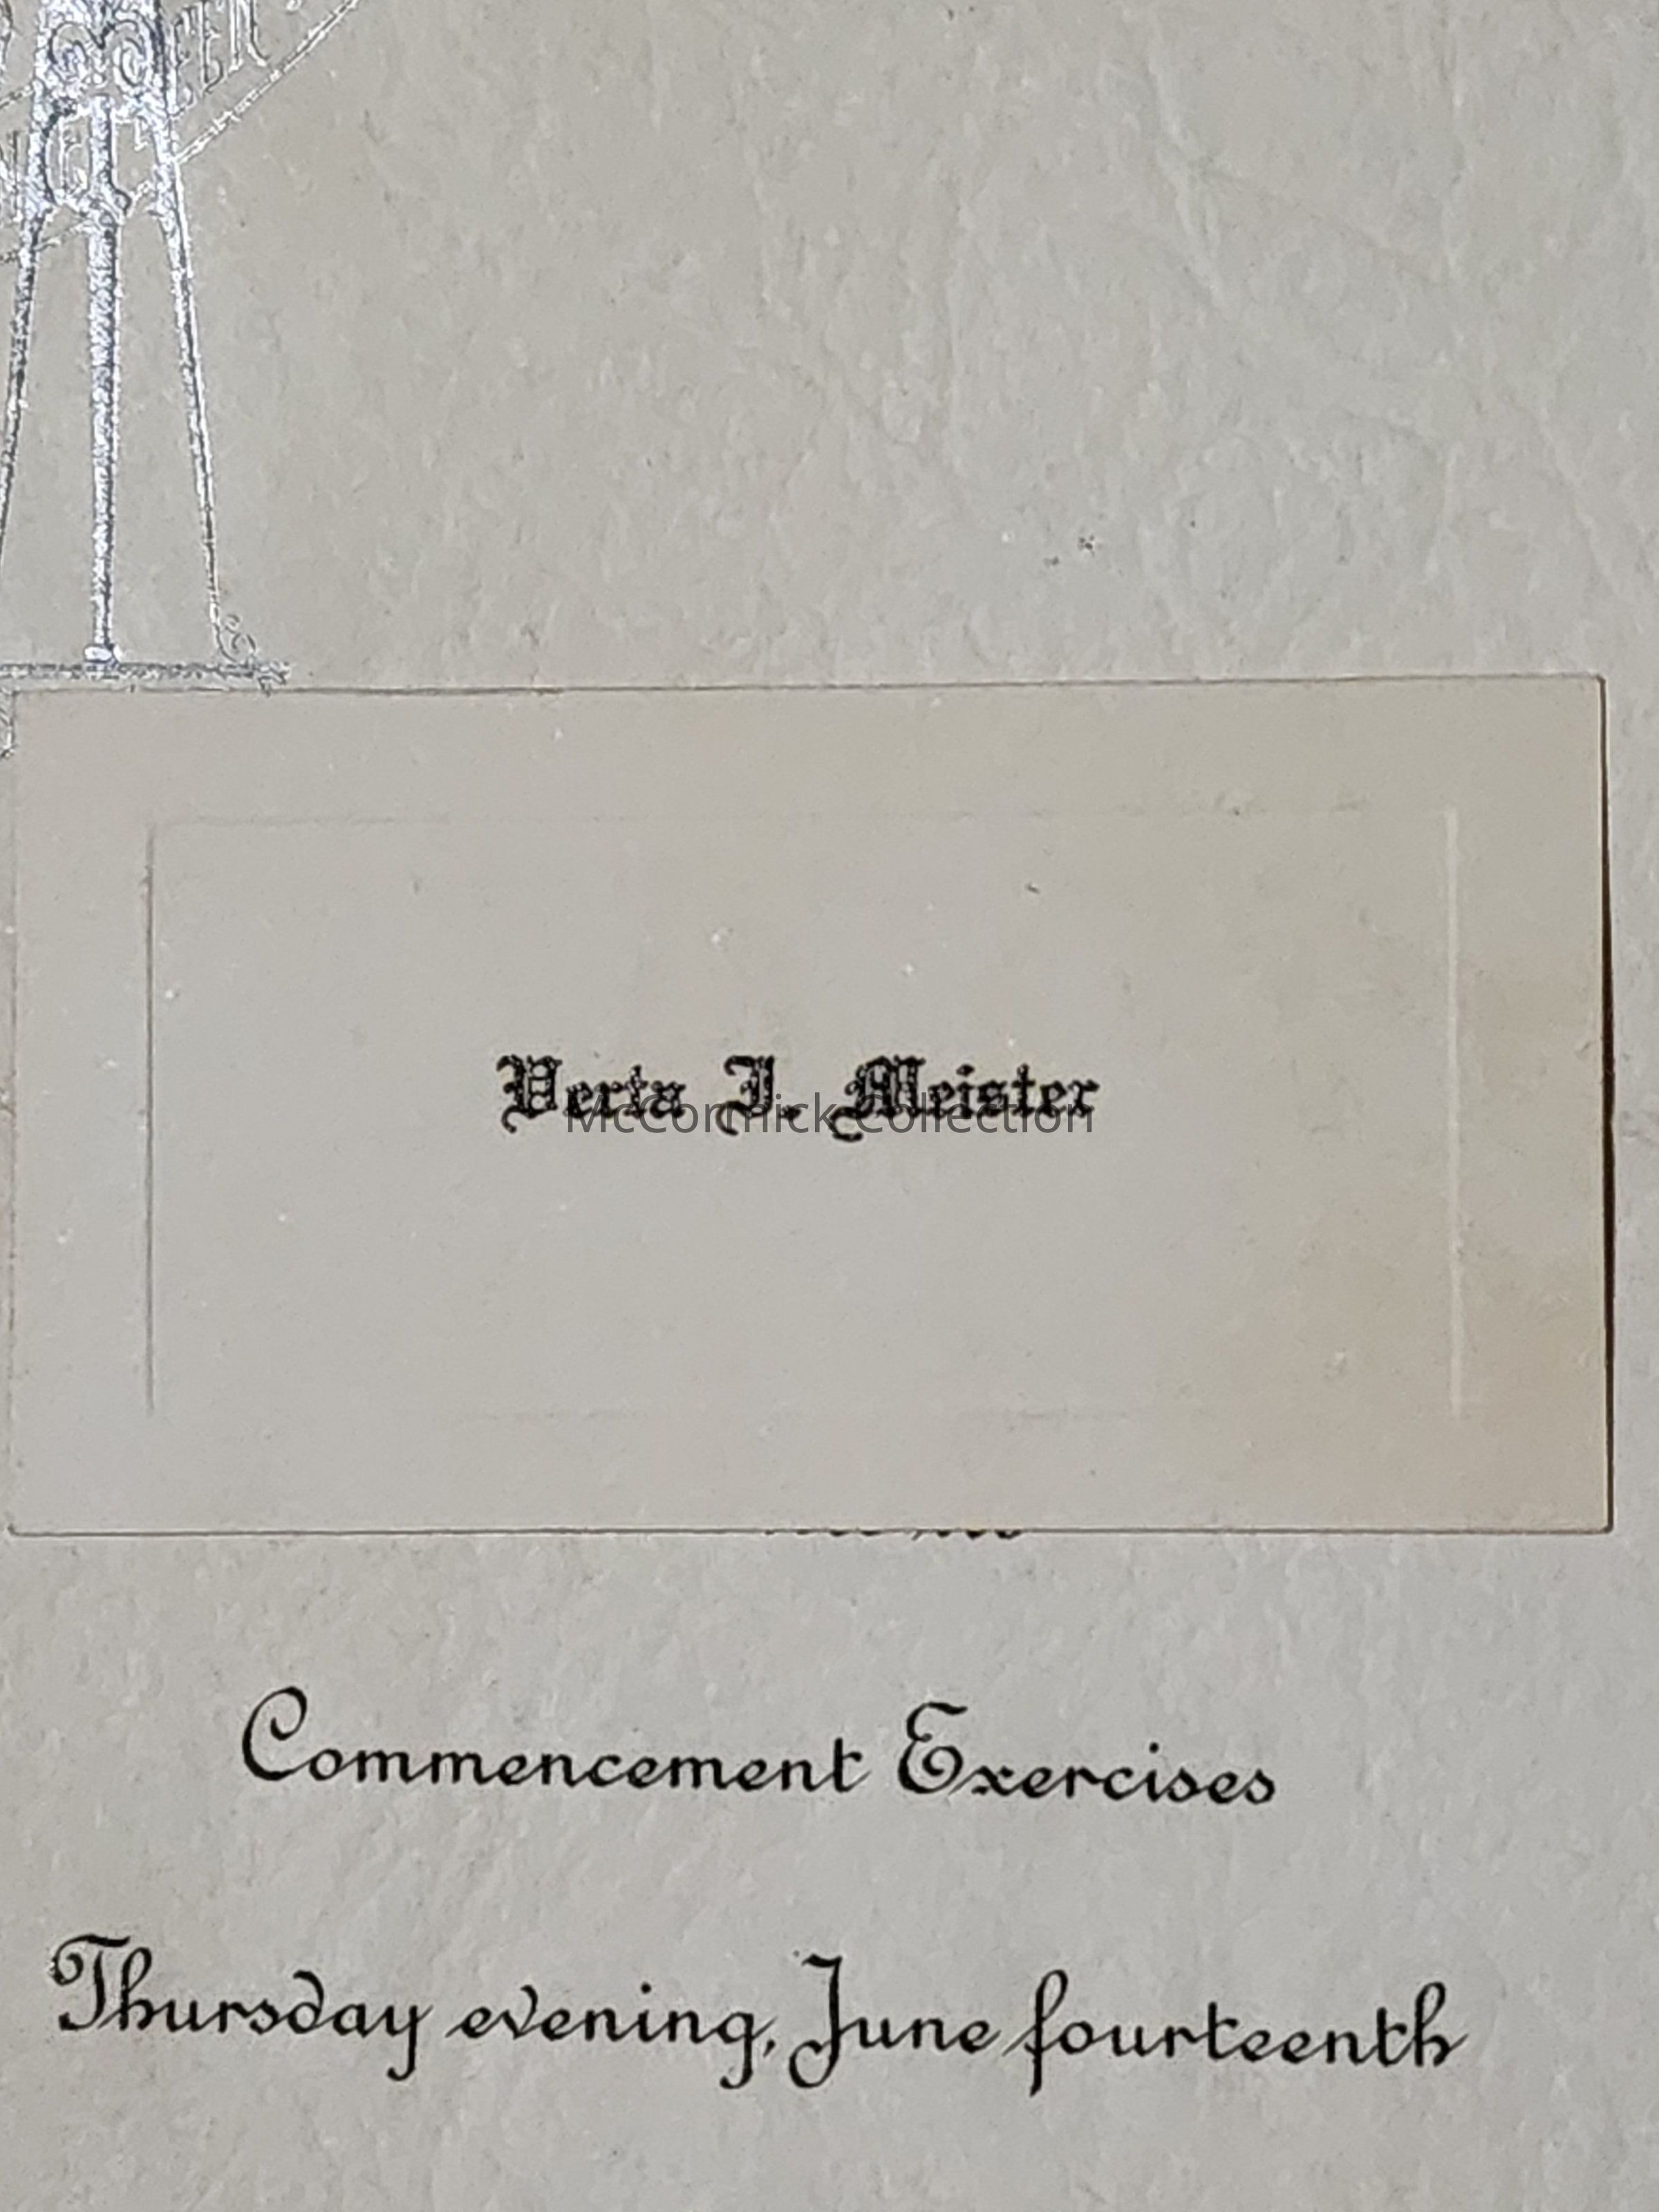 Verta I. Meister
McCormick Collection
Commencement Exercises
Thursday evening, June fourteenth